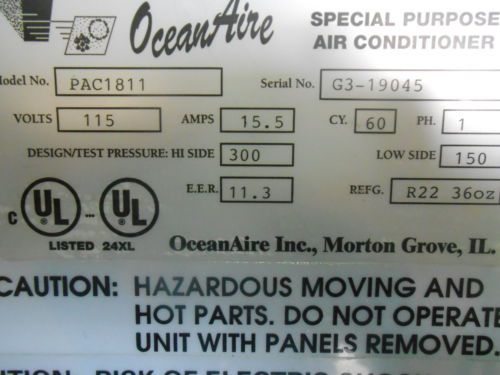 OceanAire
SPECIAL PURPOSE
AIR CONDITIONER
Model No. PAC1811 Serial No. G3-19045
VOLTS 115 AMPS 15.5 CY. 60 PH. 1
DESIGN/TEST PRESSURE: HI SIDE 300 LOW SIDE 150
E.E.R. 11.3 REFG. R22 36oz
C UL UL
LISTED 24XL OceanAire Inc., Morton Grove, IL.
CAUTION: HAZARDOUS MOVING AND
HOT PARTS. DO NOT OPERATE
UNIT WITH PANELS REMOVED.